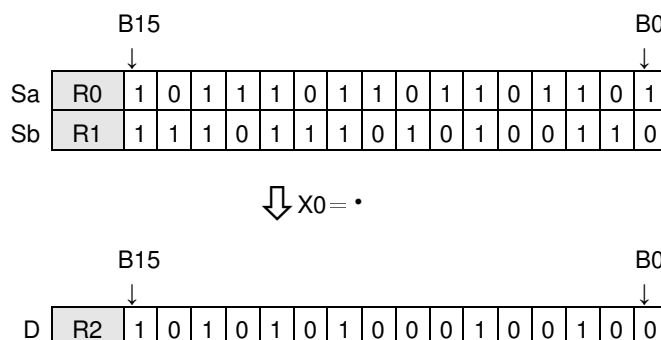 B15 B0
↓ ↓
Sa R0 1 0 1 1 1 0 1 1 0 1 1 0 1 1 0 1
Sb R1 1 1 1 0 1 1 1 0 1 0 1 0 0 1 1 0
X0＝ •
B15 B0
↓ ↓
D R2 1 0 1 0 1 0 1 0 0 0 1 0 0 1 0 0